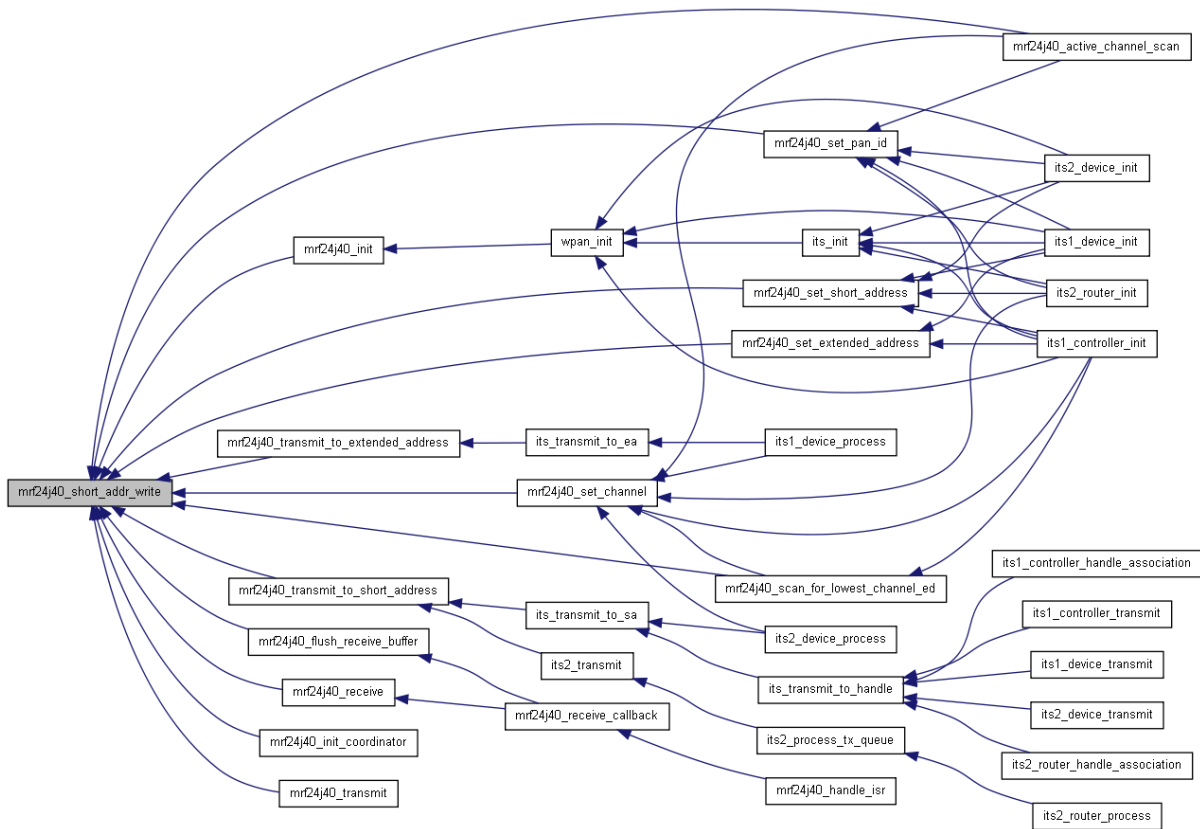 mrf24j40_active_channel_scan
mrf24j40_set_pan_id
its2_device_init
mrf24j40_init
wpan_init
its_init
its1_device_init
mrf24j40_set_short_address
its2_router_init
mrf24j40_set_extended_address
its1_controller_init
mrf24j40_transmit_to_extended_address
its_transmit_to_ea
its1_device_process
mrf24j40_short_addr_write
mrf24j40_set_channel
its1_controller_handle_association
mrf24j40_transmit_to_short_address
mrf24j40_scan_for_lowest_channel_ed
its_transmit_to_sa
its1_controller_transmit
mrf24j40_flush_receive_buffer
its2_device_process
its2_transmit
its1_device_transmit
mrf24j40_receive
its_transmit_to_handle
mrf24j40_receive_callback
its2_device_transmit
mrf24j40_init_coordinator
its2_process_tx_queue
its2_router_handle_association
mrf24j40_transmit
mrf24j40_handle_isr
its2_router_process